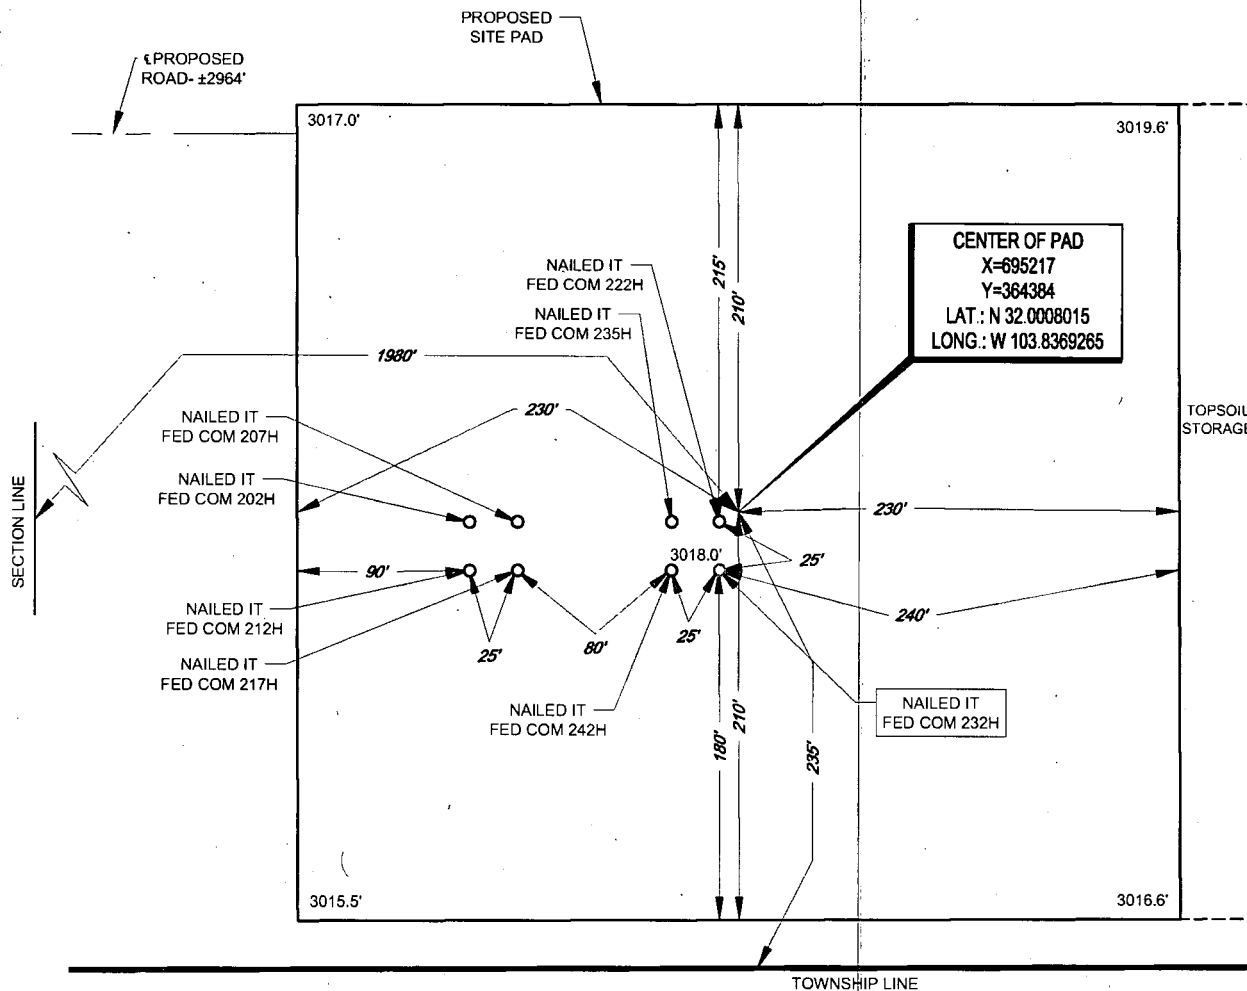 PROPOSED
SITE PAD
℄PROPOSED
ROAD- ±2964'
3017.0'
3019.6'
CENTER OF PAD
X=695217
Y=364384
LAT.: N 32.0008015
LONG.: W 103.8369265
215'
210'
NAILED IT
FED COM 222H
NAILED IT
FED COM 235H
1980'
230'
NAILED IT
FED COM 207H
NAILED IT
FED COM 202H
TOPSOIL
STORAGE
SECTION LINE
230'
3018.0'
25'
90'
NAILED IT
FED COM 212H
25'
80'
25'
240'
NAILED IT
FED COM 217H
NAILED IT
FED COM 242H
NAILED IT
FED COM 232H
180'
210'
235'
3015.5'
3016.6'
TOWNSHIP LINE